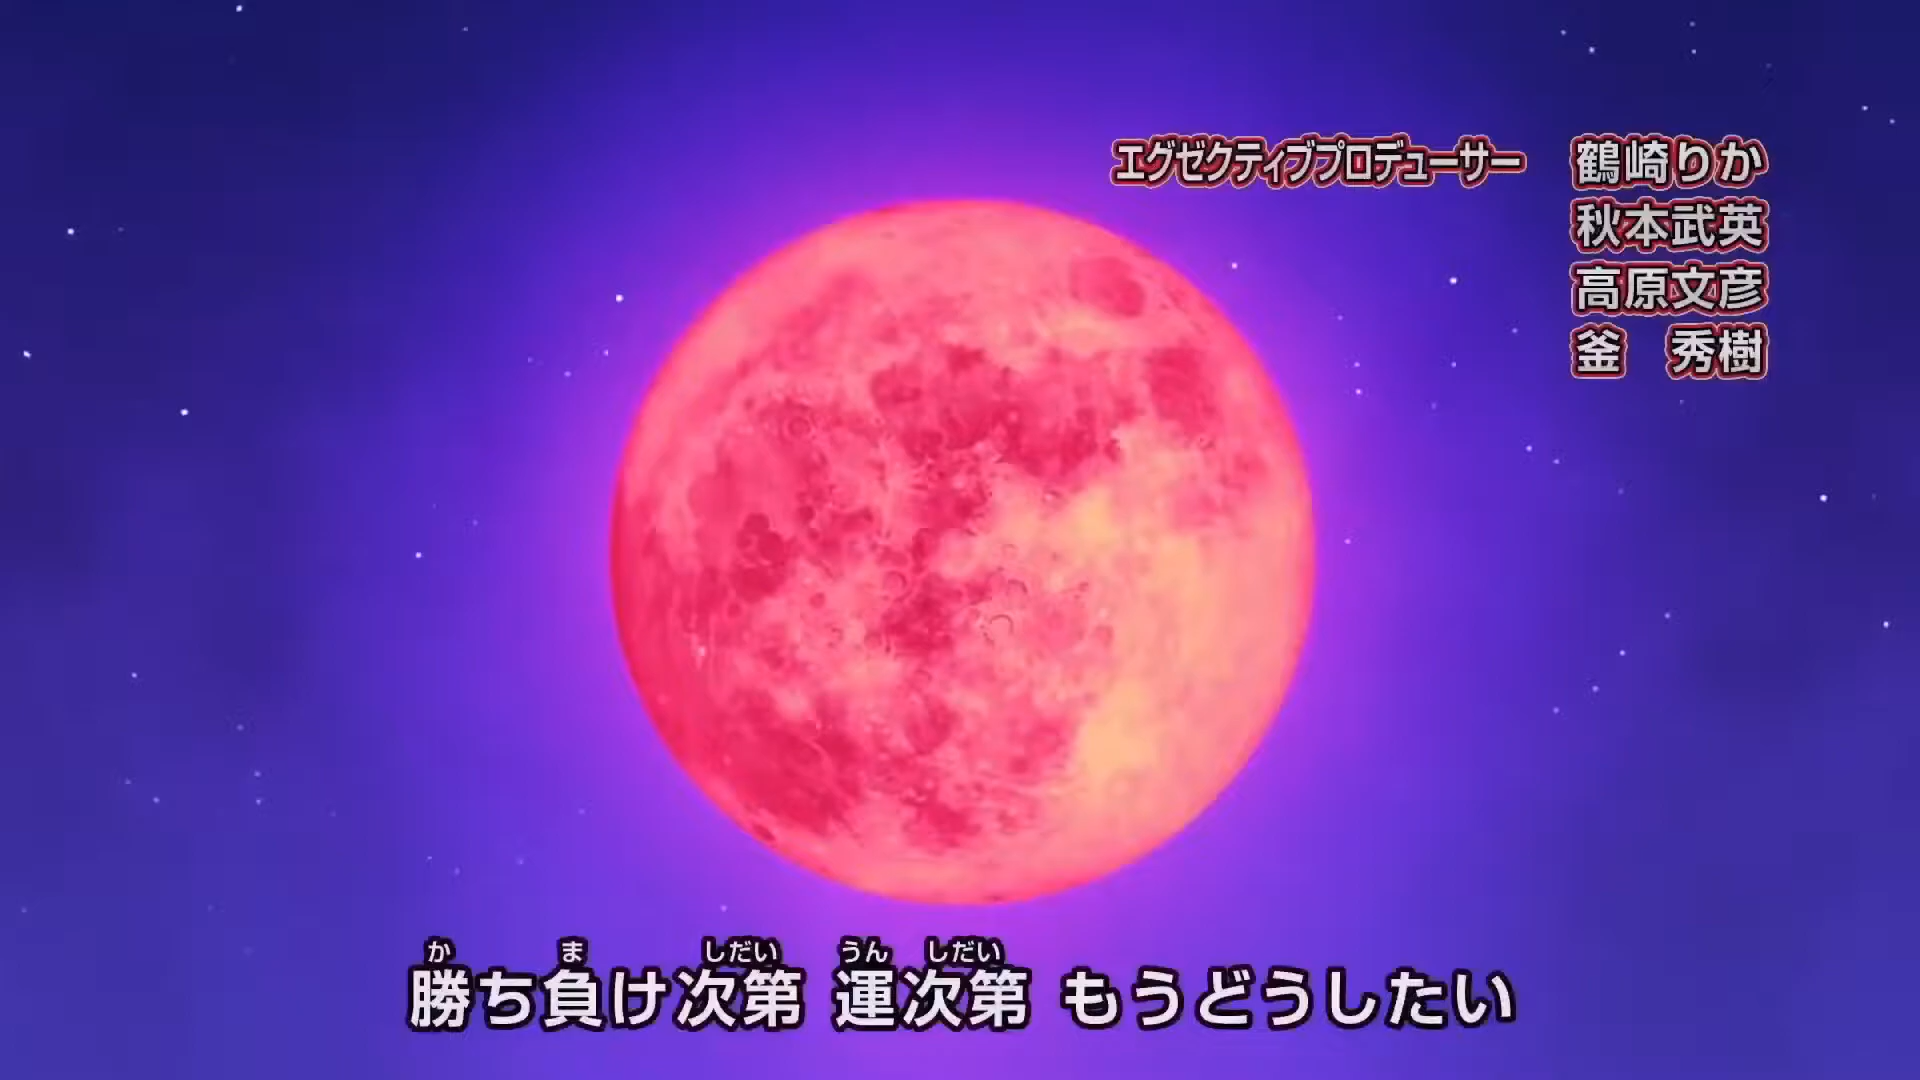 エグゼクティブプロデューサー 鶴崎りか
秋本武英
高原文彦
釜 秀樹
か ま しだい うん しだい
勝ち負け次第 運次第 もうどうしたい